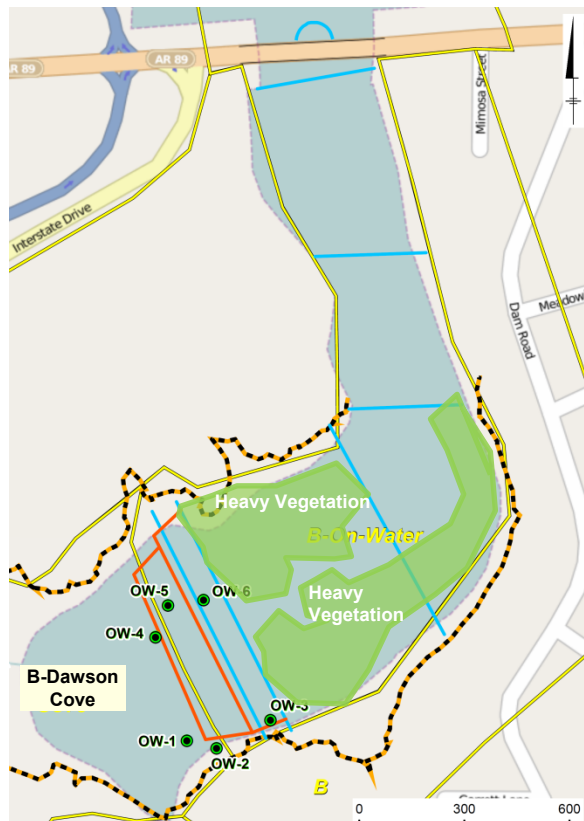 AR 89
AR 89
Mimosa Street
Interstate Drive
Meadow
Dam Road
Heavy Vegetation
B-On-Water
Heavy
Vegetation
OW-5
OW-6
OW-4
B-Dawson
Cove
OW-3
OW-1
OW-2
B
0
300
600